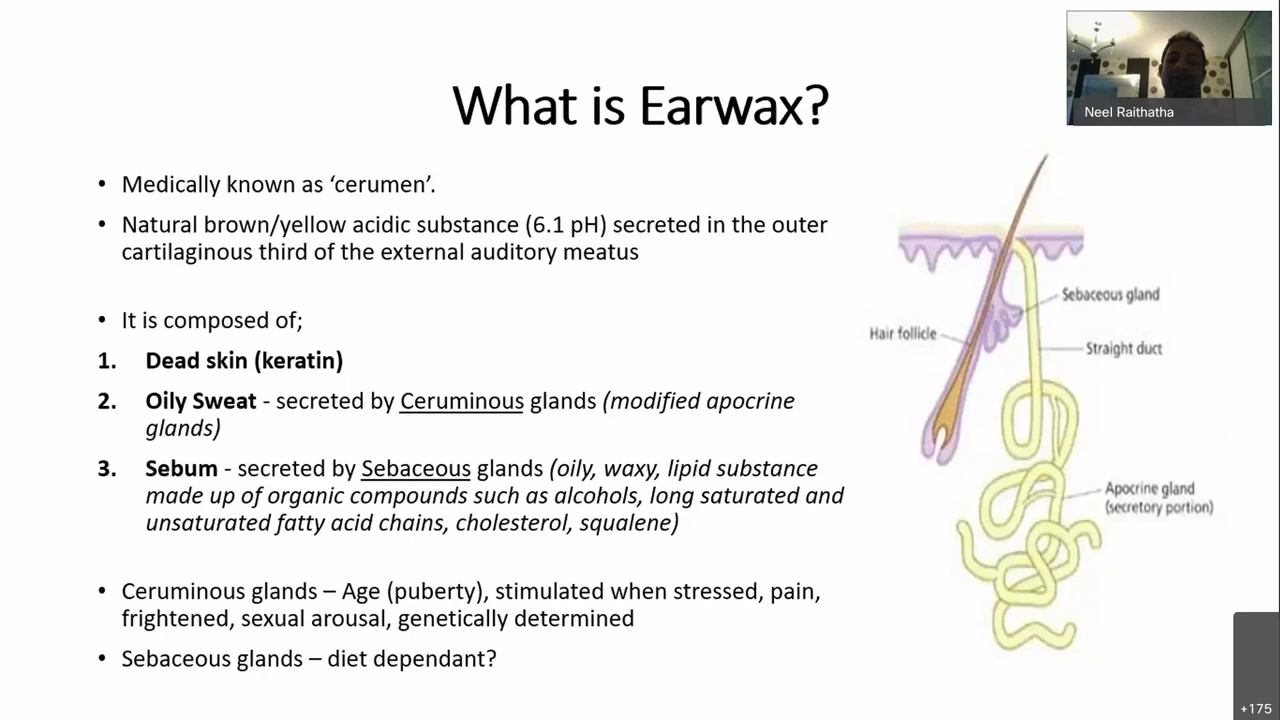 What is Earwax?
Neel Raithatha
• Medically known as ‘cerumen’.
• Natural brown/yellow acidic substance (6.1 pH) secreted in the outer
cartilaginous third of the external auditory meatus
• It is composed of;
1. Dead skin (keratin)
2. Oily Sweat - secreted by Ceruminous glands (modified apocrine
glands)
3. Sebum - secreted by Sebaceous glands (oily, waxy, lipid substance
made up of organic compounds such as alcohols, long saturated and
unsaturated fatty acid chains, cholesterol, squalene)
• Ceruminous glands – Age (puberty), stimulated when stressed, pain,
frightened, sexual arousal, genetically determined
• Sebaceous glands – diet dependant?
Sebaceous gland
Hair follicle
Straight duct
Apocrine gland
(secretory portion)
+175